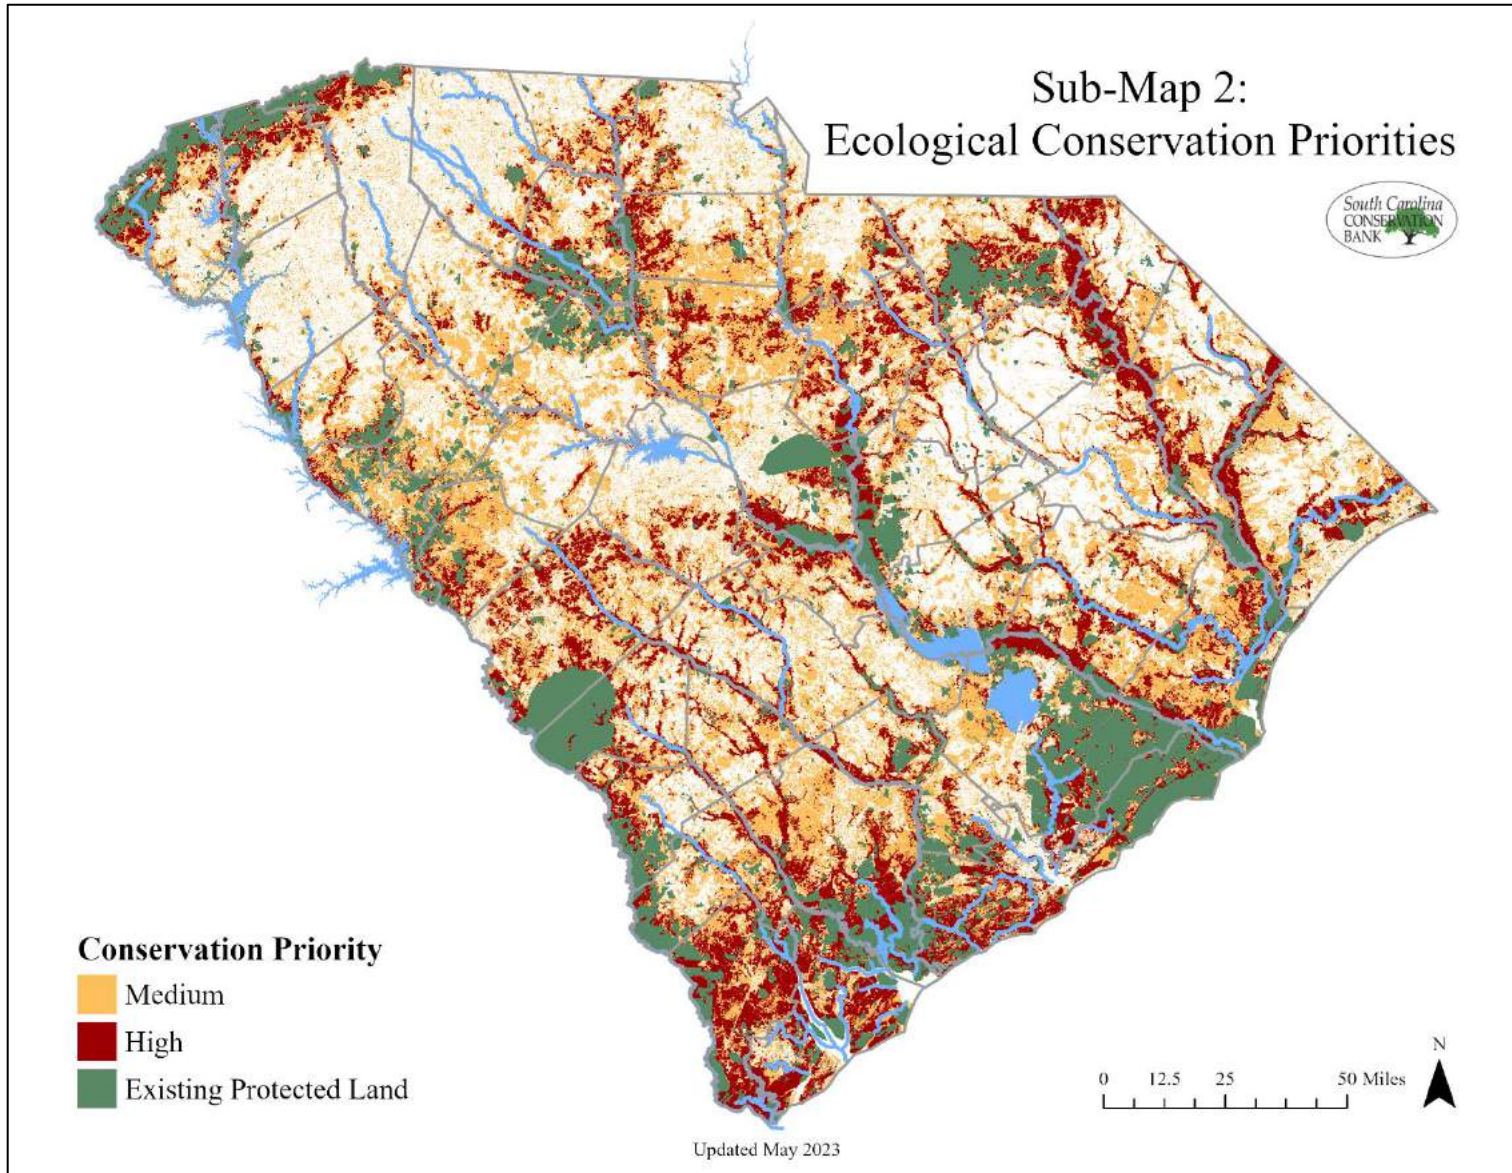 Sub-Map 2:
Ecological Conservation Priorities
South Carolina
CONSERVATION
BANK
Conservation Priority
Medium
High
Existing Protected Land
N
0 12.5 25 50 Miles
Updated May 2023